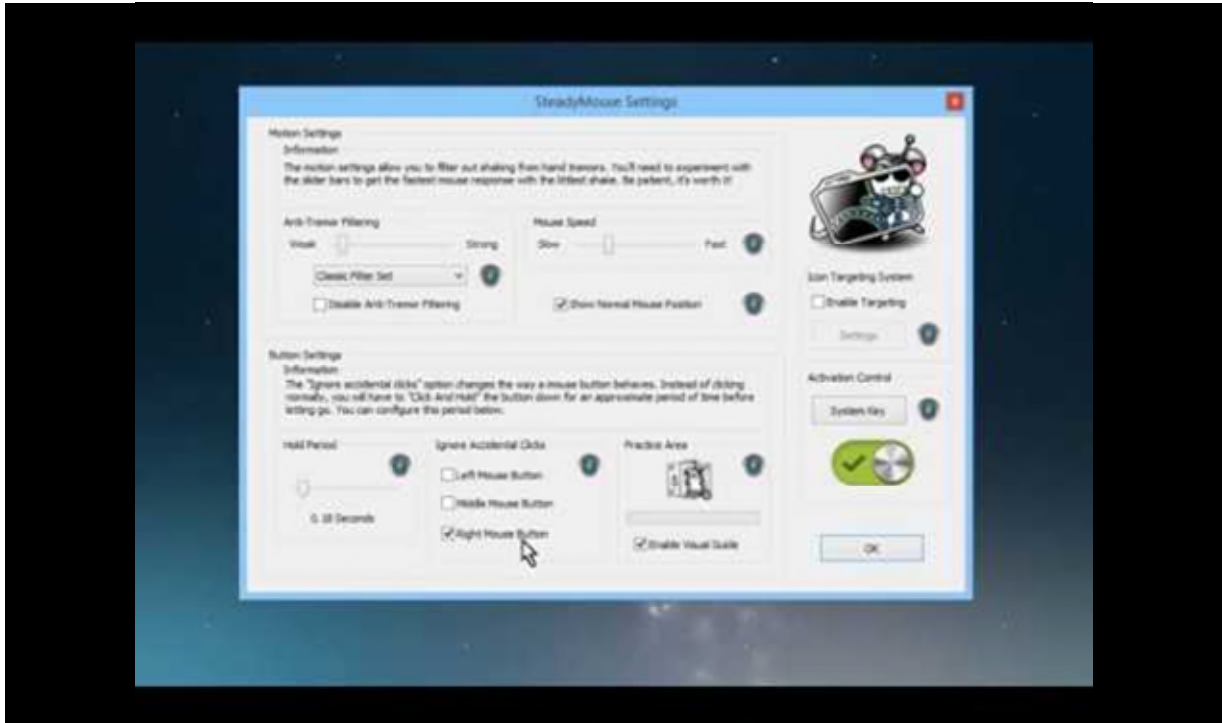 SteadyMouse Settings
Motion Settings
Information
The motion settings allow you to filter out shaking from hand tremors. You'll need to experiment with
the slider bars to get the fastest mouse response with the littlest shake. Be patient, it's worth it!
Anti-Tremor Filtering
Weak Strong
Classic Filter Set
Disable Anti-Tremor Filtering
Mouse Speed
Slow Fast
Show Normal Mouse Position
Icon Targeting System
Enable Targeting
Settings
Button Settings
Information
The "Ignore accidental clicks" option changes the way a mouse button behaves. Instead of clicking
normally, you will have to "Click And Hold" the button down for an approximate period of time before
letting go. You can configure this period below.
Hold Period
0.18 Seconds
Ignore Accidental Clicks
Left Mouse Button
Middle Mouse Button
Right Mouse Button
Practice Area
Enable Visual Guide
Activation Control
System Key
OK